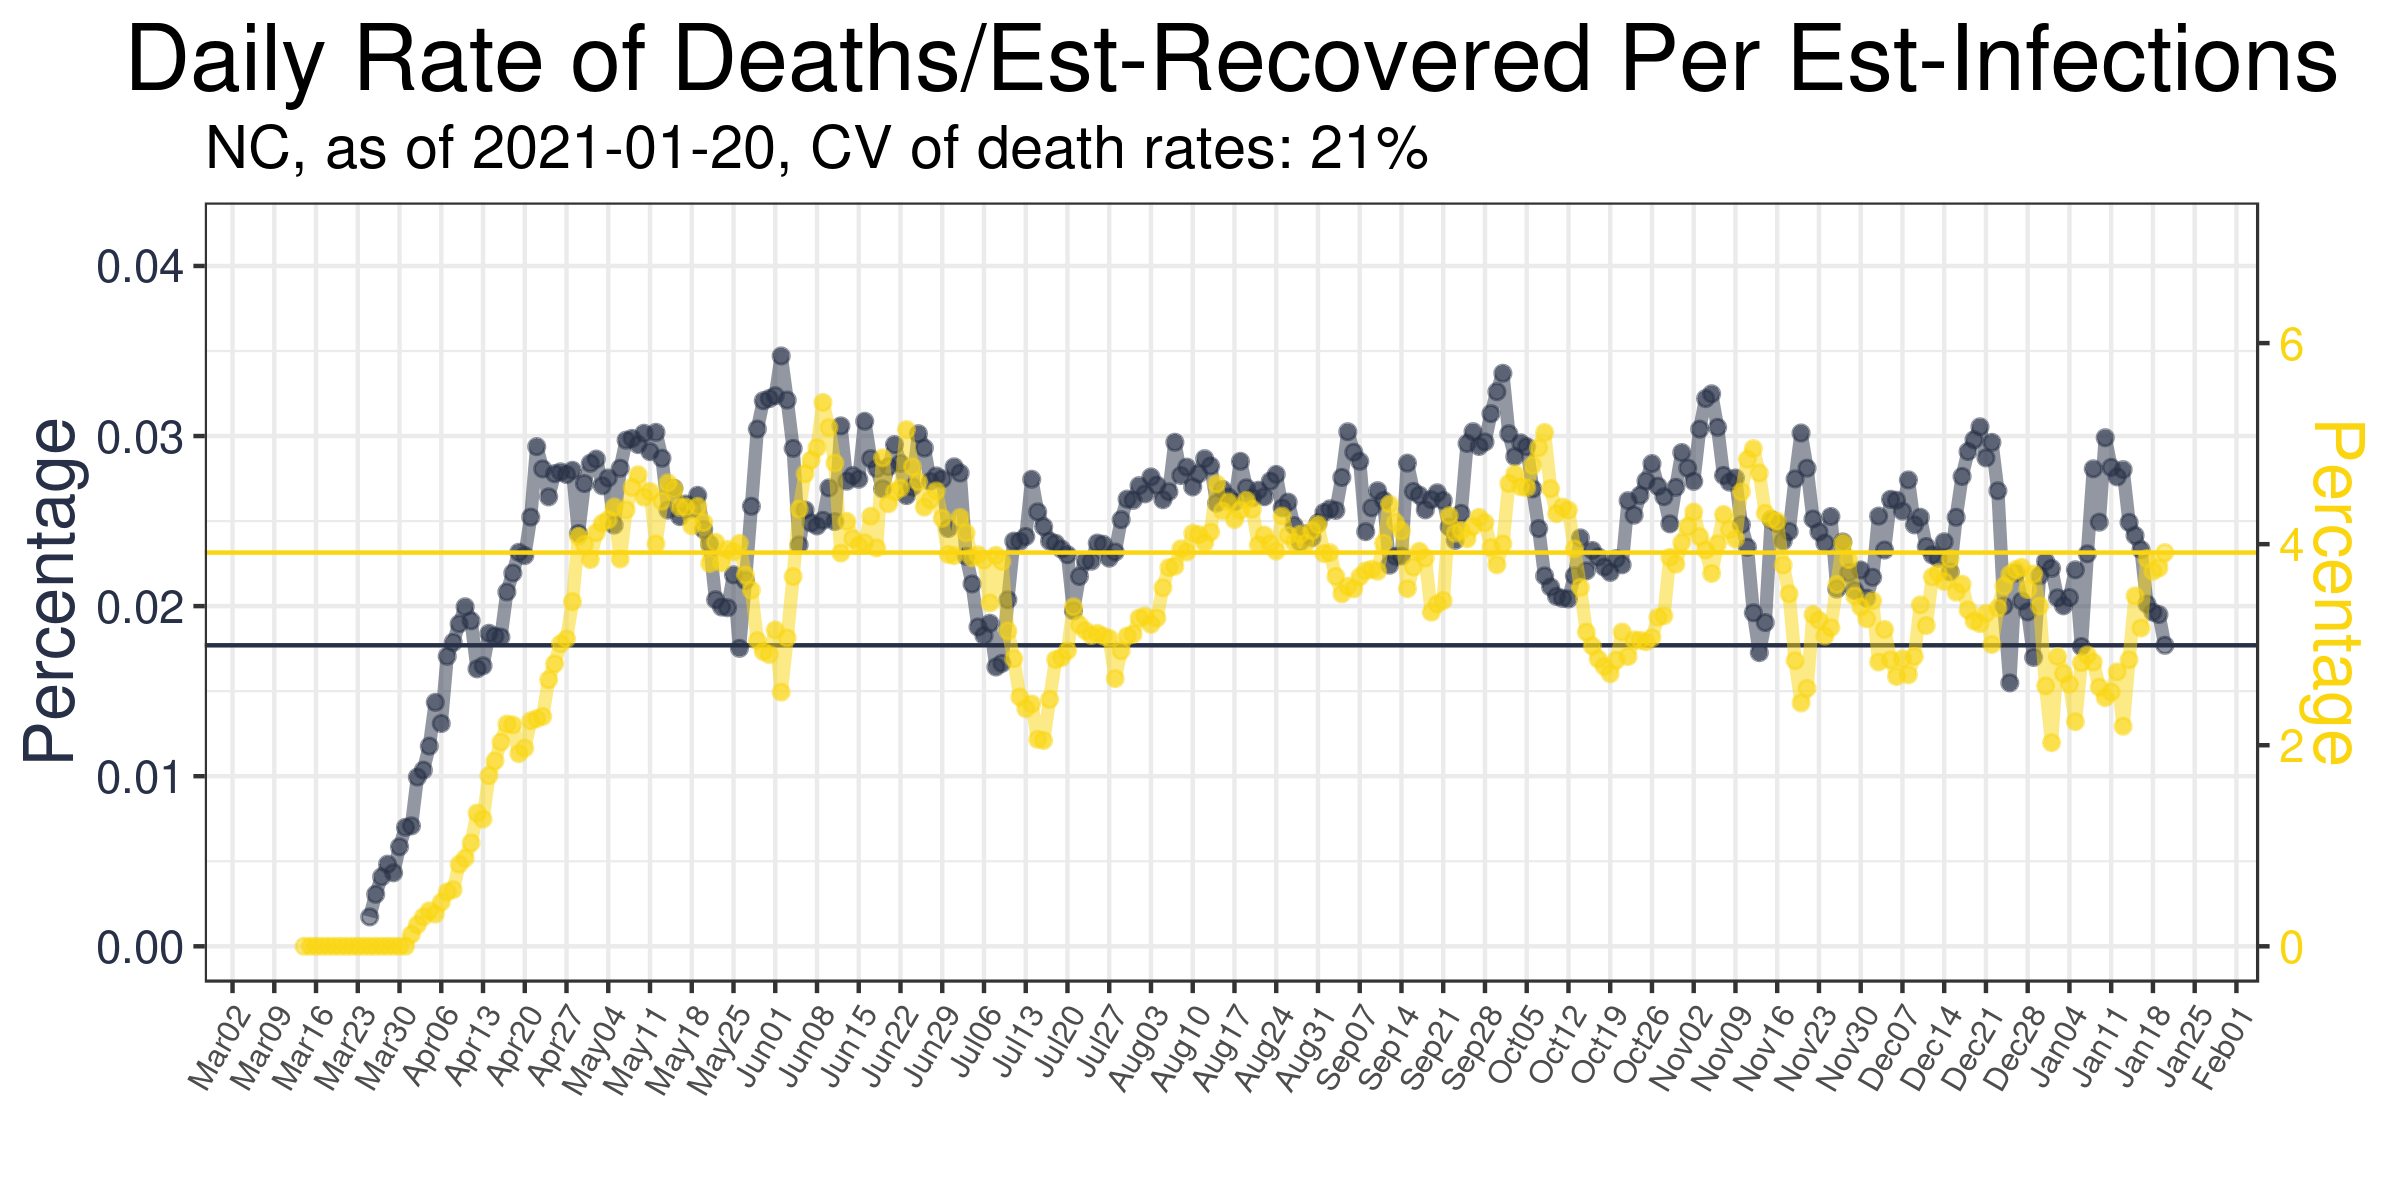 Daily Rate of Deaths/Est-Recovered Per Est-Infections
NC, as of 2021-01-20, CV of death rates: 21%
Percentage
0.04
0.03
0.02
0.01
0.00
6
4
2
0
Percentage
Mar02
Mar09
Mar16
Mar23
Mar30
Apr06
Apr13
Apr20
Apr27
May04
May11
May18
May25
Jun01
Jun08
Jun15
Jun22
Jun29
Jul06
Jul13
Jul20
Jul27
Aug03
Aug10
Aug17
Aug24
Aug31
Sep07
Sep14
Sep21
Sep28
Oct05
Oct12
Oct19
Oct26
Nov02
Nov09
Nov16
Nov23
Nov30
Dec07
Dec14
Dec21
Dec28
Jan04
Jan11
Jan18
Jan25
Feb01